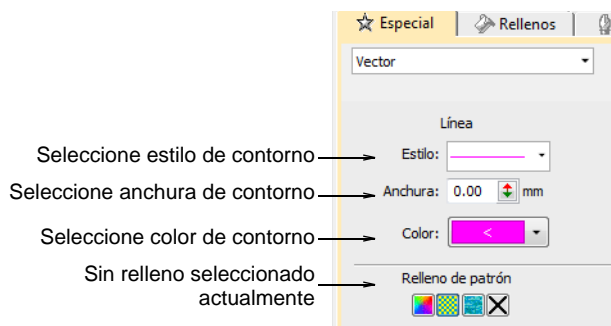 Especial Rellenos
Vector
Línea
Seleccione estilo de contorno Estilo:
Seleccione anchura de contorno Anchura: 0.00 mm
Seleccione color de contorno Color: <
Sin relleno seleccionado
actualmente
Relleno de patrón